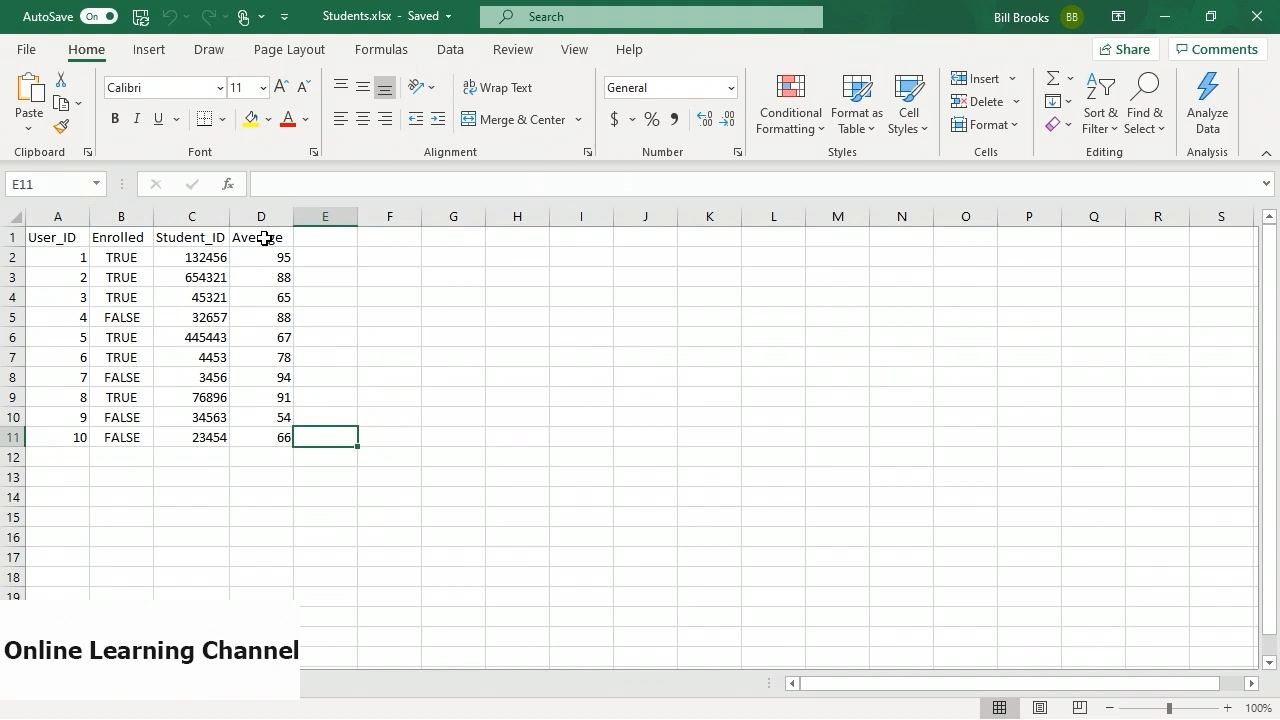 AutoSave On Students.xlsx - Saved Search Bill Brooks BB
File Home Insert Draw Page Layout Formulas Data Review View Help Share Comments
Paste
Clipboard
Calibri 11
B I U
Font
Wrap Text
Merge & Center
Alignment
General
$ % ,
Number
Conditional Formatting
Format as Table
Cell Styles
Styles
Insert
Delete
Format
Cells
Sort & Filter
Find & Select
Editing
Analyze Data
Analysis
E11 fx
A B C D E F G H I J K L M N O P Q R S
1 User_ID Enrolled Student_ID Average
2 1 TRUE 132456 95
3 2 TRUE 654321 88
4 3 TRUE 45321 65
5 4 FALSE 32657 88
6 5 TRUE 445443 67
7 6 TRUE 4453 78
8 7 FALSE 3456 94
9 8 TRUE 76896 91
10 9 FALSE 34563 54
11 10 FALSE 23454 66
12
13
14
15
16
17
18
19
Online Learning Channel
100%